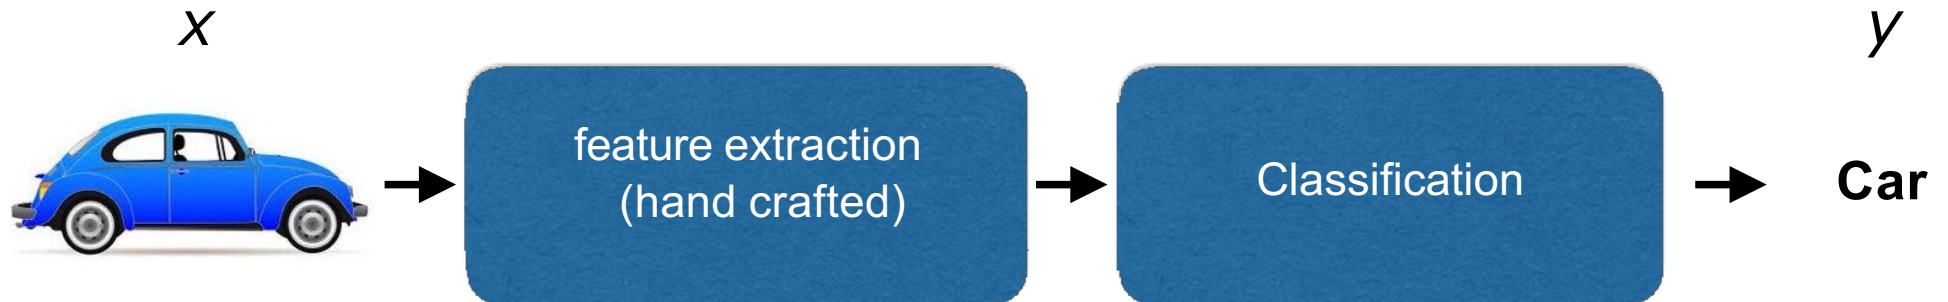 x
y
feature extraction
(hand crafted)
Classification
Car